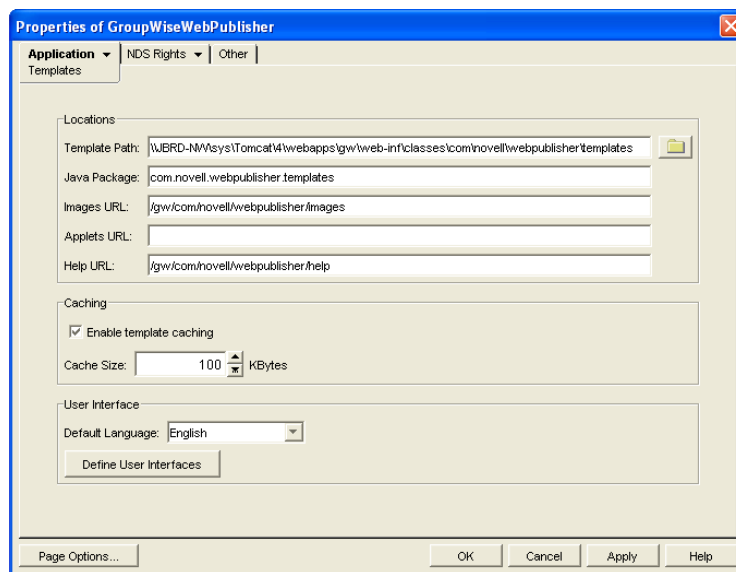 Properties of GroupWiseWebPublisher
Application NDS Rights Other
Templates
Locations
Template Path: \\JBRD-NW\sys\Tomcat\4\webapps\gw\web-inf\classes\com\novell\webpublisher\templates
Java Package: com.novell.webpublisher.templates
Images URL: /gw/com/novell/webpublisher/images
Applets URL:
Help URL: /gw/com/novell/webpublisher/help
Caching
Enable template caching
Cache Size: 100 KBytes
User Interface
Default Language: English
Define User Interfaces
Page Options... OK Cancel Apply Help